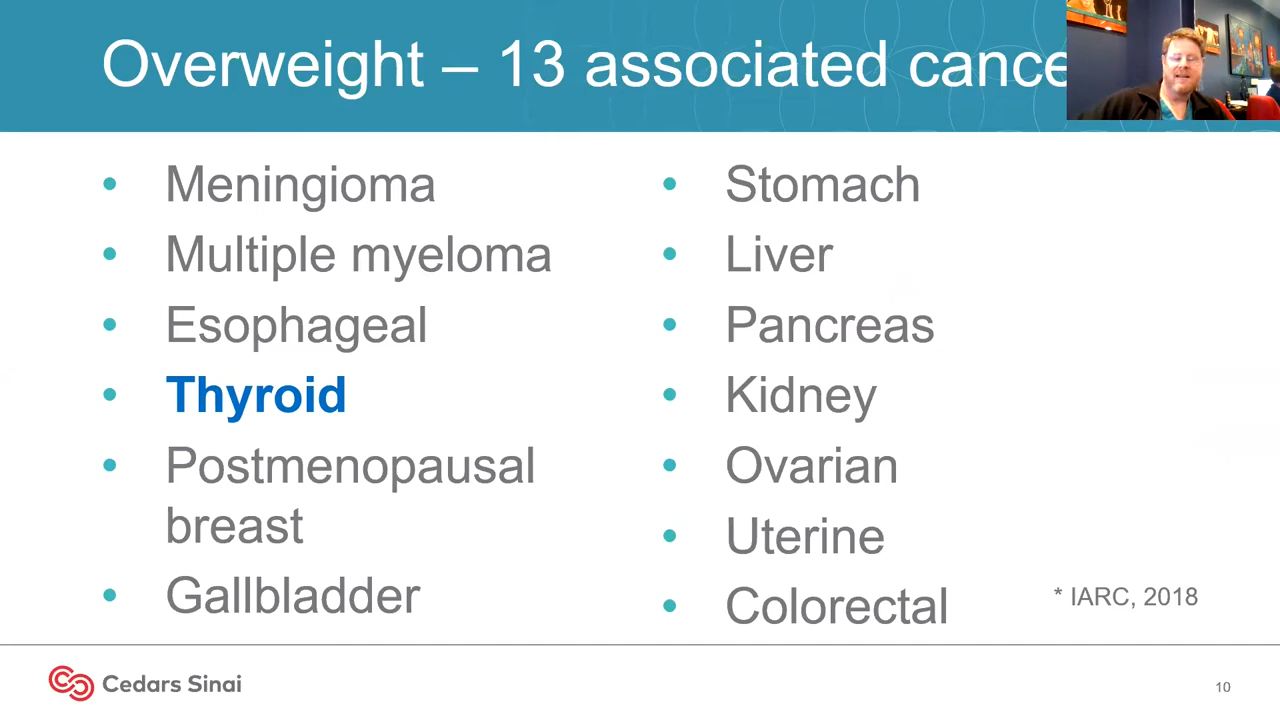 Overweight – 13 associated cance
Meningioma
Multiple myeloma
Esophageal
Thyroid
Postmenopausal
breast
Gallbladder
Stomach
Liver
Pancreas
Kidney
Ovarian
Uterine
Colorectal
* IARC, 2018
Cedars Sinai
10